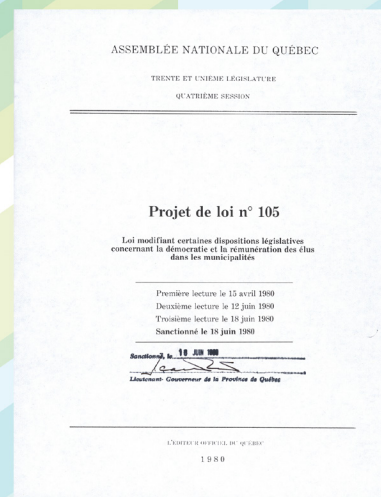 ASSEMBLÉE NATIONALE DU QUÉBEC
TRENTE ET UNIÈME LÉGISLATURE
QUATRIÈME SESSION
Projet de loi n° 105
Loi modifiant certaines dispositions législatives
concernant la démocratie et la rémunération des élus
dans les municipalités
Première lecture le 15 avril 1980
Deuxième lecture le 12 juin 1980
Troisième lecture le 18 juin 1980
Sanctionné le 18 juin 1980
Sanctionné, le 18 JUIN 1980
Lieutenant-Gouverneur de la Province de Québec
L'ÉDITEUR OFFICIEL DU QUÉBEC
1980